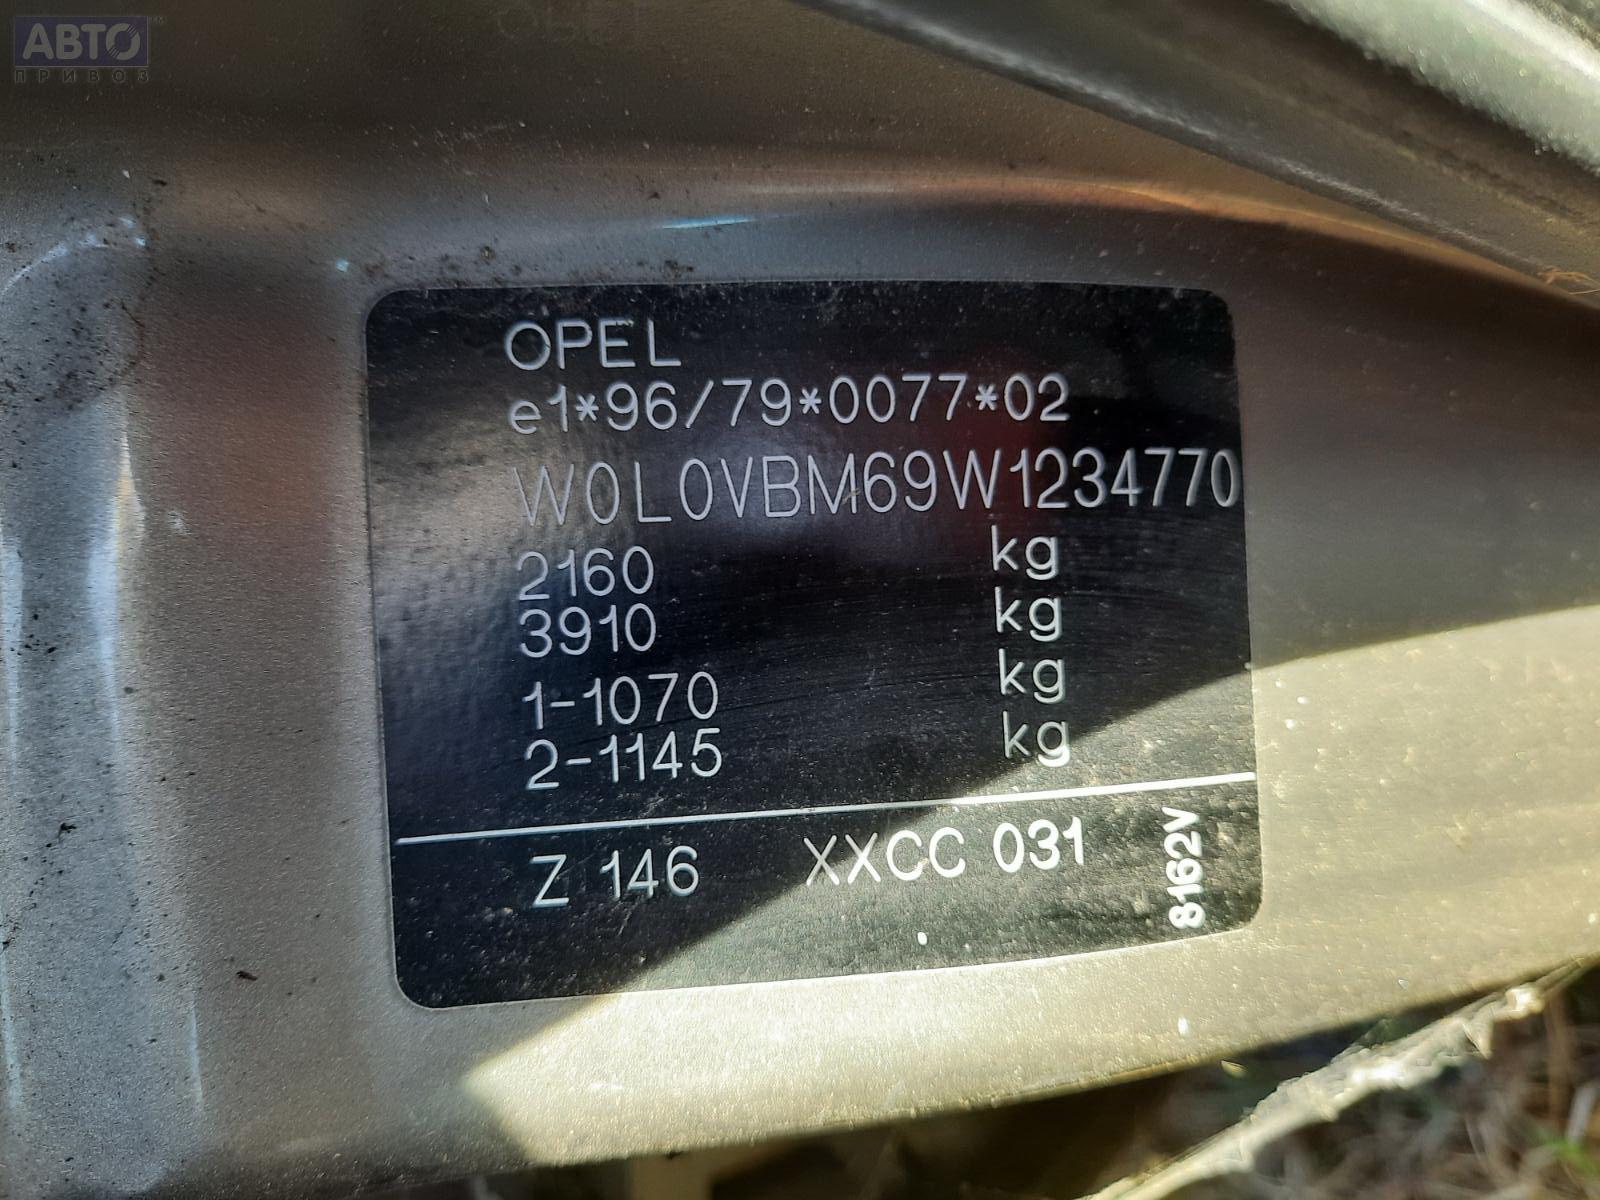 АВТО
ПРИВОЗ
OPEL
e1*96/79*0077*02
W0L0VBM69W1234770
2160 kg
3910 kg
1-1070 kg
2-1145 kg
Z 146 XXCC 031
8162V